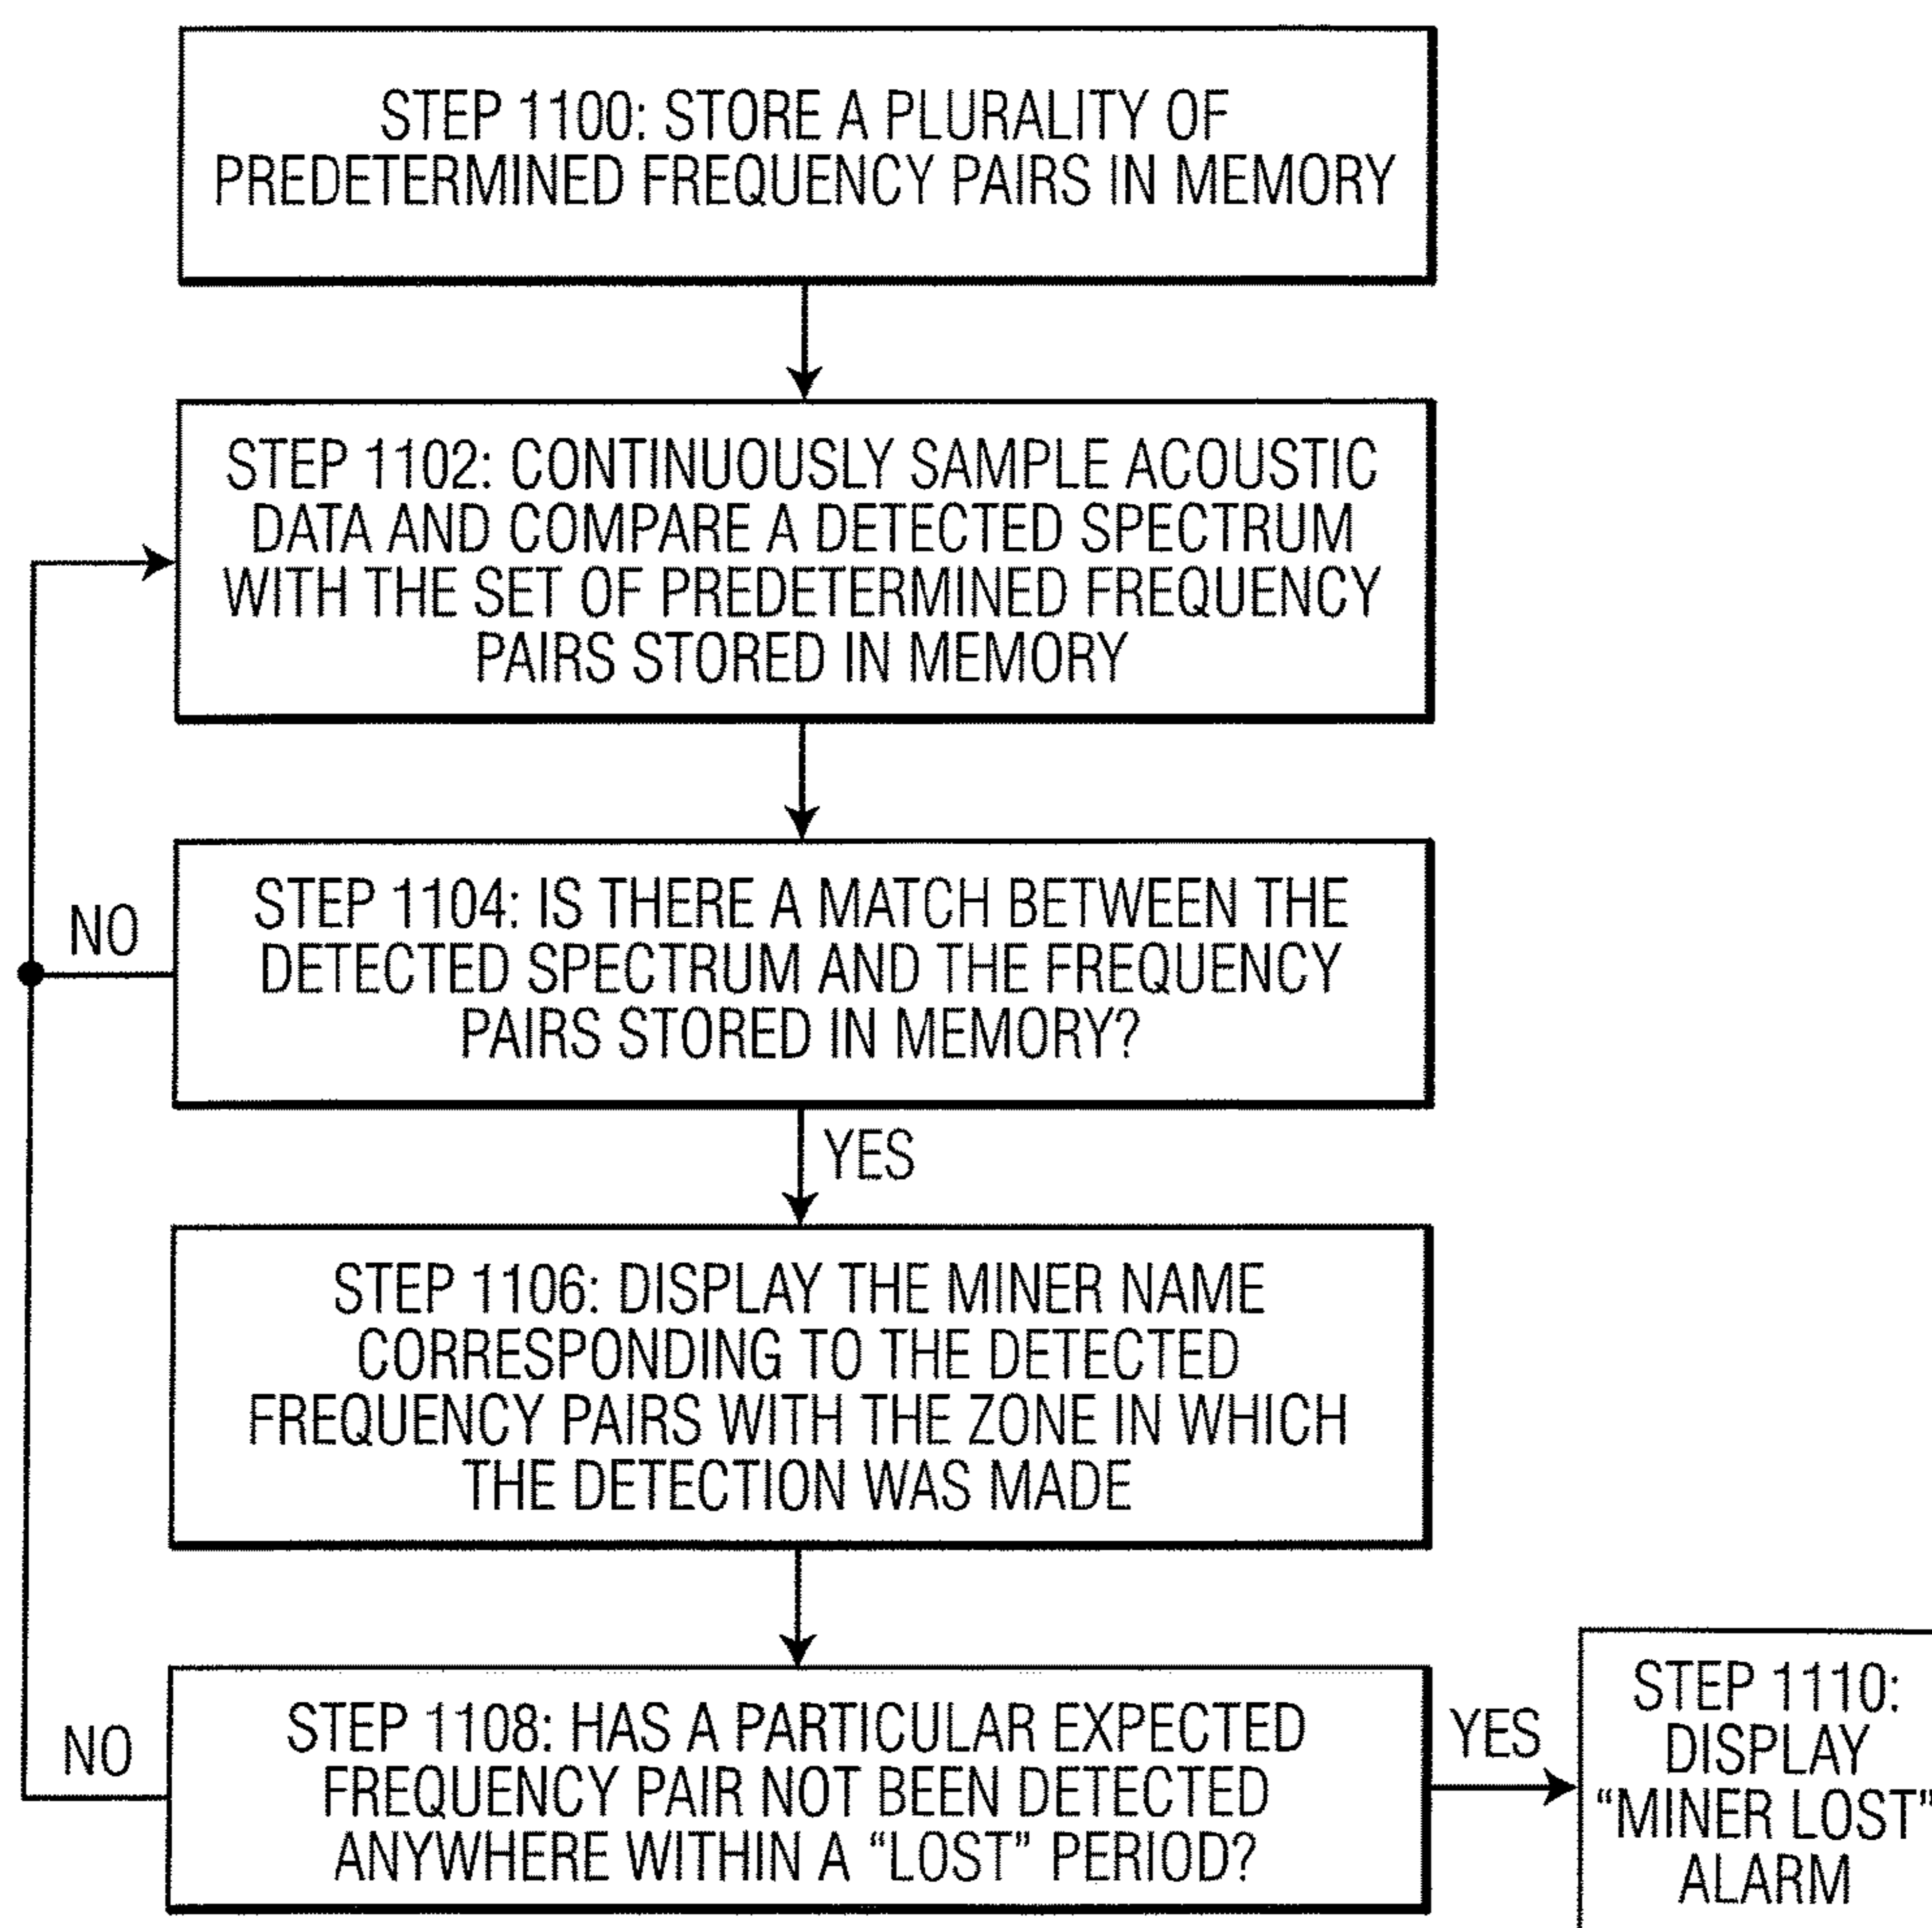 STEP 1100: STORE A PLURALITY OF
PREDETERMINED FREQUENCY PAIRS IN MEMORY
STEP 1102: CONTINUOUSLY SAMPLE ACOUSTIC
DATA AND COMPARE A DETECTED SPECTRUM
WITH THE SET OF PREDETERMINED FREQUENCY
PAIRS STORED IN MEMORY
NO
STEP 1104: IS THERE A MATCH BETWEEN THE
DETECTED SPECTRUM AND THE FREQUENCY
PAIRS STORED IN MEMORY?
YES
STEP 1106: DISPLAY THE MINER NAME
CORRESPONDING TO THE DETECTED
FREQUENCY PAIRS WITH THE ZONE IN WHICH
THE DETECTION WAS MADE
NO
STEP 1108: HAS A PARTICULAR EXPECTED
FREQUENCY PAIR NOT BEEN DETECTED
ANYWHERE WITHIN A “LOST” PERIOD?
YES
STEP 1110:
DISPLAY
“MINER LOST”
ALARM